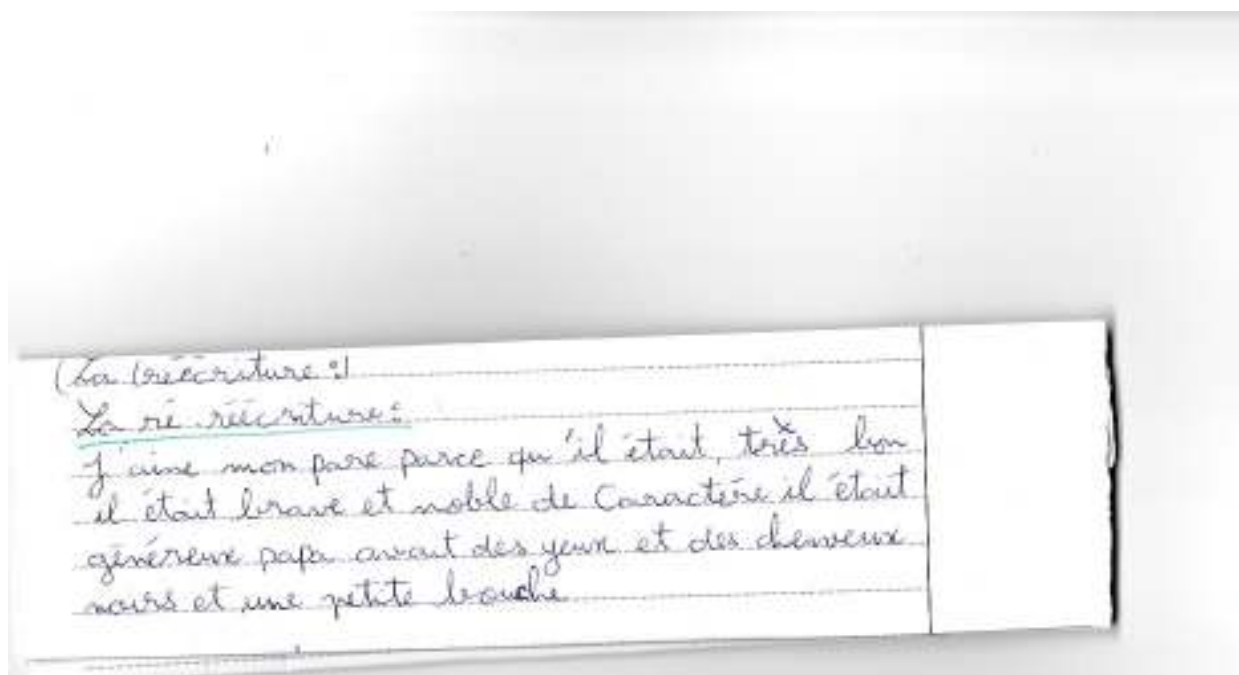 (La (réécriture :)
La ré réécriture :
J'aime mon pare parce qu'il était, très bon
il était brave et noble de Caractère il était
généreux papa avait des yeux et des cheveux
noirs et une petite bouche